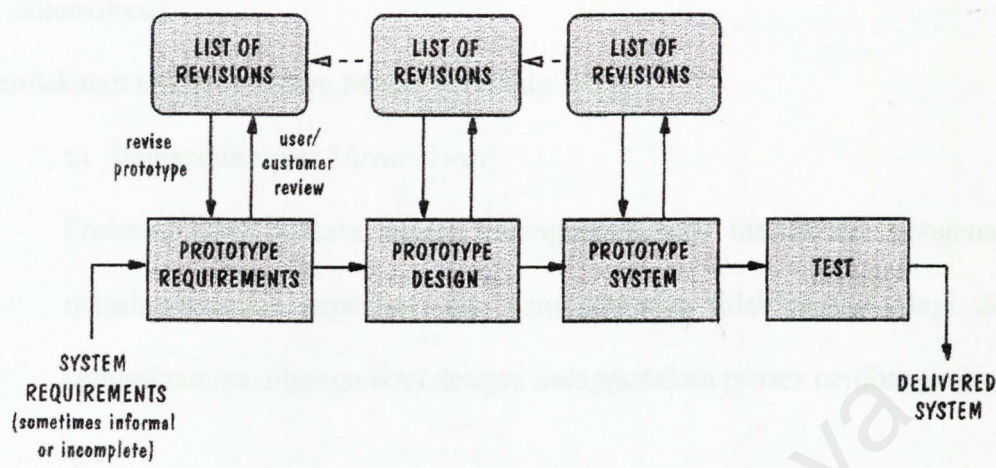 LIST OF
REVISIONS
LIST OF
REVISIONS
LIST OF
REVISIONS
revise
prototype
user/
customer
review
PROTOTYPE
REQUIREMENTS
PROTOTYPE
DESIGN
PROTOTYPE
SYSTEM
TEST
SYSTEM
REQUIREMENTS
(sometimes informal
or incomplete)
DELIVERED
SYSTEM